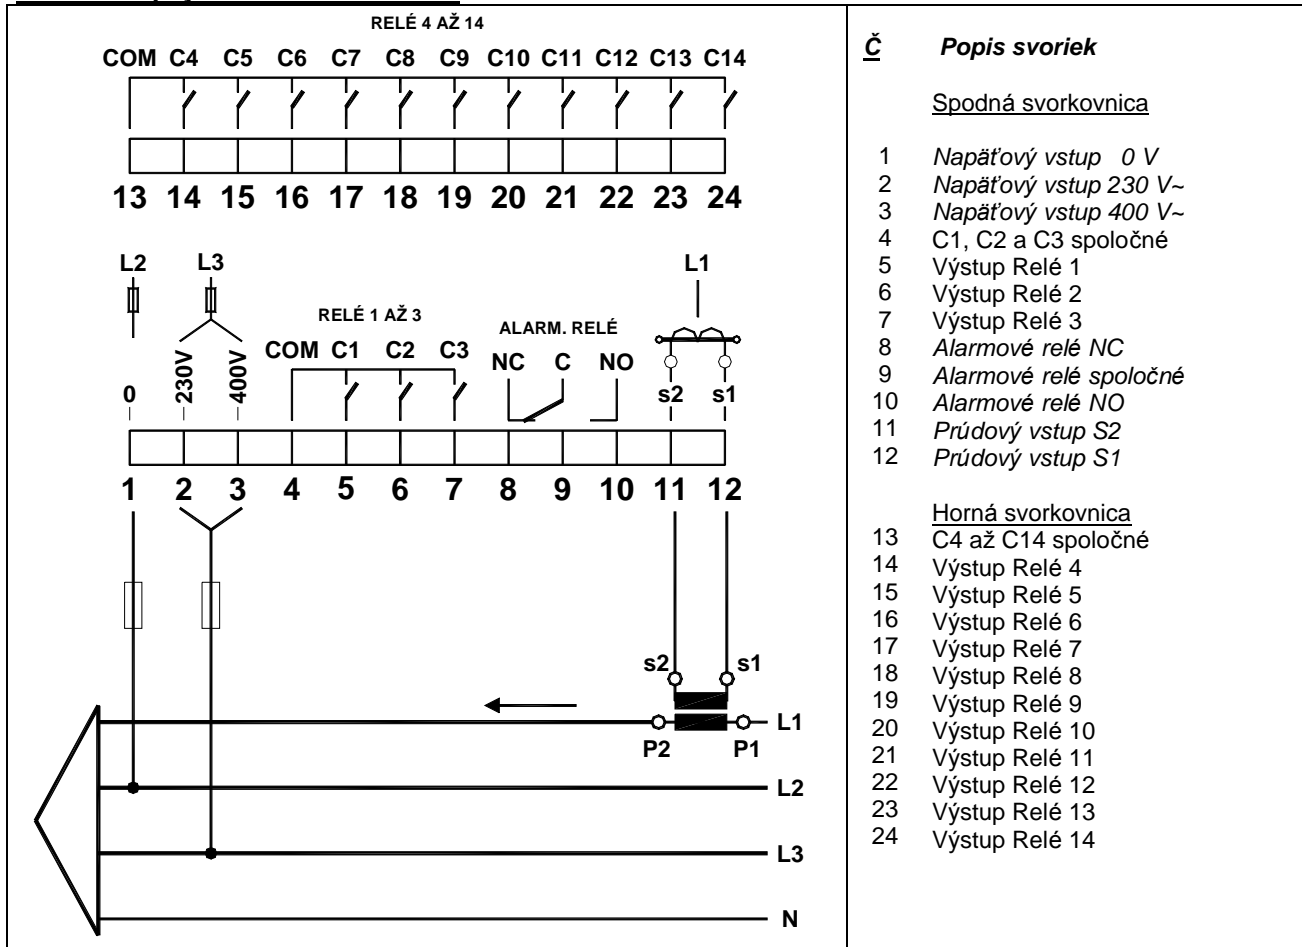 RELÉ 4 AŽ 14
COM C4 C5 C6 C7 C8 C9 C10 C11 C12 C13 C14
13 14 15 16 17 18 19 20 21 22 23 24
L2 L3 L1
RELÉ 1 AŽ 3
ALARM. RELÉ
COM C1 C2 C3
NC C NO
0 230V 400V
s2 s1
1 2 3 4 5 6 7 8 9 10 11 12
s2 s1
L1
P2 P1
L2
L3
N
Č Popis svoriek
Spodná svorkovnica
1 Napäťový vstup 0 V
2 Napäťový vstup 230 V~
3 Napäťový vstup 400 V~
4 C1, C2 a C3 spoločné
5 Výstup Relé 1
6 Výstup Relé 2
7 Výstup Relé 3
8 Alarmové relé NC
9 Alarmové relé spoločné
10 Alarmové relé NO
11 Prúdový vstup S2
12 Prúdový vstup S1
Horná svorkovnica
13 C4 až C14 spoločné
14 Výstup Relé 4
15 Výstup Relé 5
16 Výstup Relé 6
17 Výstup Relé 7
18 Výstup Relé 8
19 Výstup Relé 9
20 Výstup Relé 10
21 Výstup Relé 11
22 Výstup Relé 12
23 Výstup Relé 13
24 Výstup Relé 14